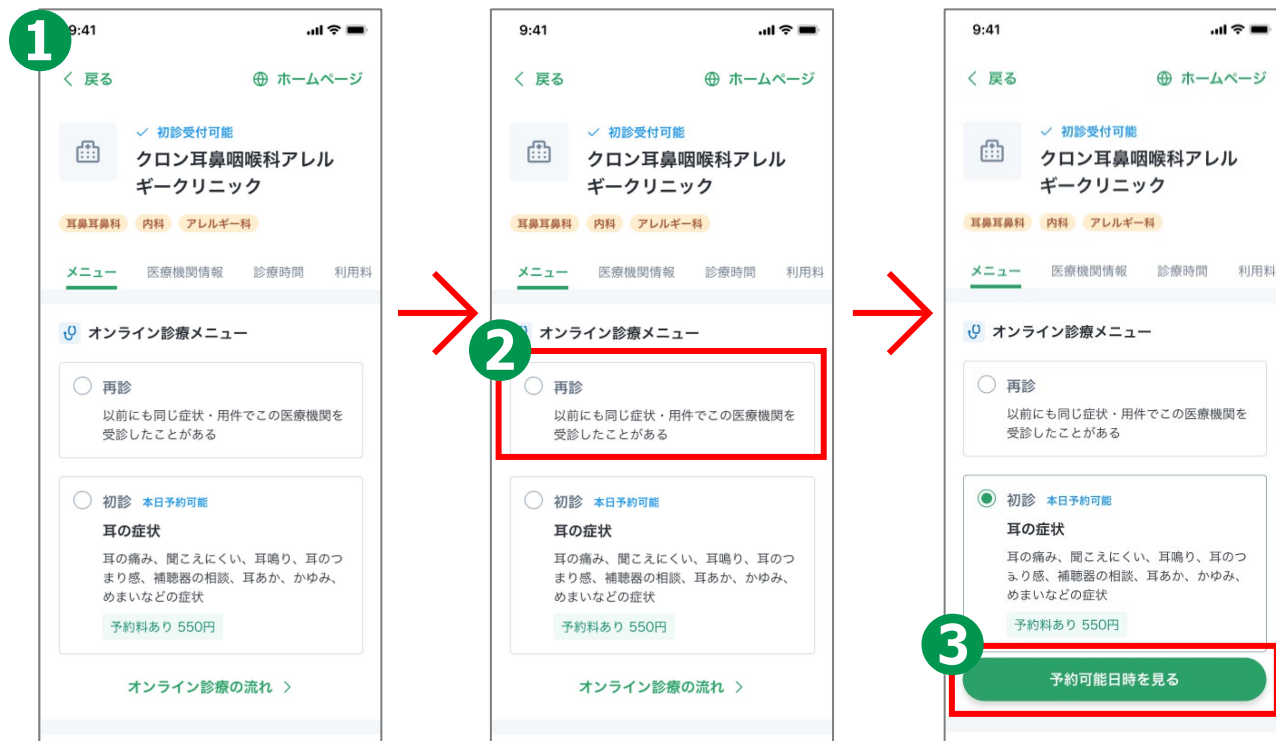 1
9:41
戻る
ホームページ
初診受付可能
クロン耳鼻咽喉科アレル
ギークリニック
耳鼻耳鼻科 内科 アレルギー科
メニュー 医療機関情報 診療時間 利用料
オンライン診療メニュー
再診
以前にも同じ症状・用件でこの医療機関を
受診したことがある
初診 本日予約可能
耳の症状
耳の痛み、聞こえにくい、耳鳴り、耳のつ
まり感、補聴器の相談、耳あか、かゆみ、
めまいなどの症状
予約料あり 550円
オンライン診療の流れ
9:41
戻る
ホームページ
初診受付可能
クロン耳鼻咽喉科アレル
ギークリニック
耳鼻耳鼻科 内科 アレルギー科
メニュー 医療機関情報 診療時間 利用料
2
オンライン診療メニュー
再診
以前にも同じ症状・用件でこの医療機関を
受診したことがある
初診 本日予約可能
耳の症状
耳の痛み、聞こえにくい、耳鳴り、耳のつ
まり感、補聴器の相談、耳あか、かゆみ、
めまいなどの症状
予約料あり 550円
オンライン診療の流れ
9:41
戻る
ホームページ
初診受付可能
クロン耳鼻咽喉科アレル
ギークリニック
耳鼻耳鼻科 内科 アレルギー科
メニュー 医療機関情報 診療時間 利用料
オンライン診療メニュー
再診
以前にも同じ症状・用件でこの医療機関を
受診したことがある
初診 本日予約可能
耳の症状
耳の痛み、聞こえにくい、耳鳴り、耳のつ
まり感、補聴器の相談、耳あか、かゆみ、
めまいなどの症状
予約料あり 550円
3
予約可能日時を見る